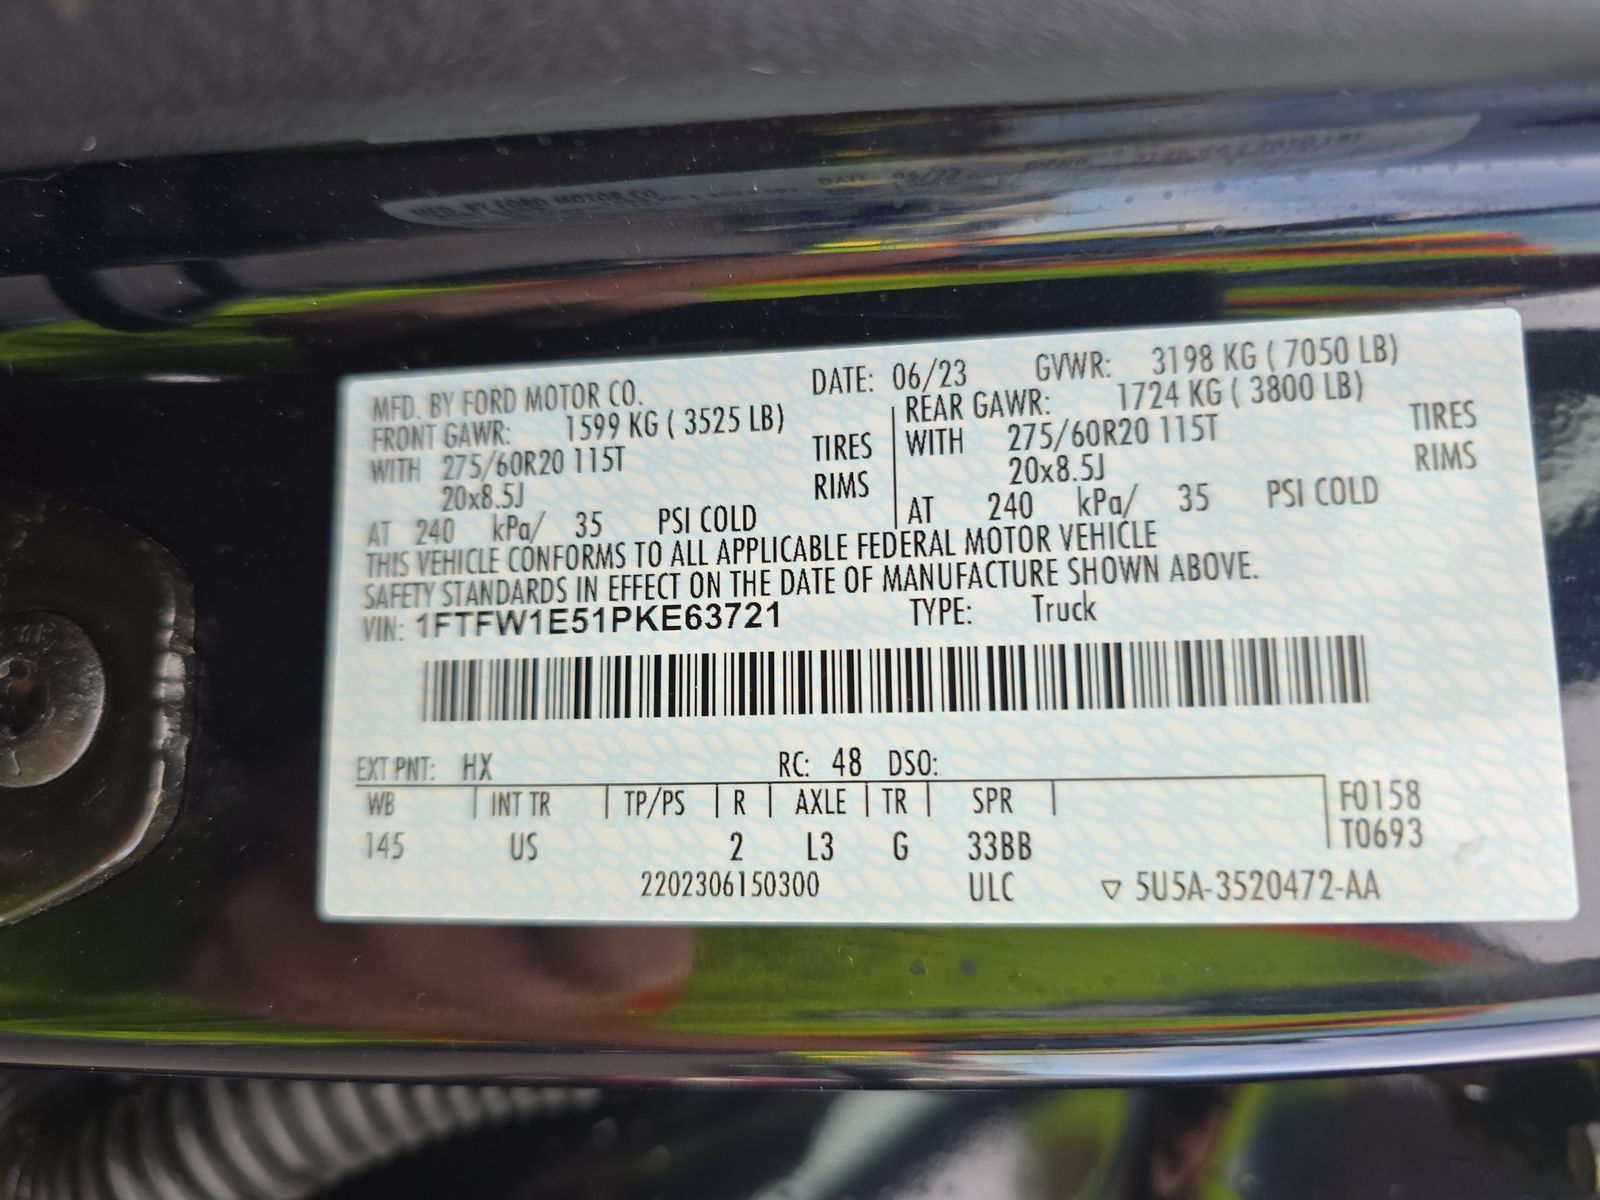 MFD. BY FORD MOTOR CO. DATE: 06/23 GVWR: 3198 KG ( 7050 LB)
FRONT GAWR: 1599 KG ( 3525 LB) REAR GAWR: 1724 KG ( 3800 LB)
WITH 275/60R20 115T TIRES WITH 275/60R20 115T TIRES
20x8.5J RIMS 20x8.5J RIMS
AT 240 kPa/ 35 PSI COLD AT 240 kPa/ 35 PSI COLD
THIS VEHICLE CONFORMS TO ALL APPLICABLE FEDERAL MOTOR VEHICLE
SAFETY STANDARDS IN EFFECT ON THE DATE OF MANUFACTURE SHOWN ABOVE.
VIN: 1FTFW1E51PKE63721 TYPE: Truck
EXT PNT: HX RC: 48 DSO:
WB INT TR TP/PS R AXLE TR SPR F0158
145 US 2 L3 G 33BB T0693
2202306150300 ULC ▽ 5U5A-3520472-AA